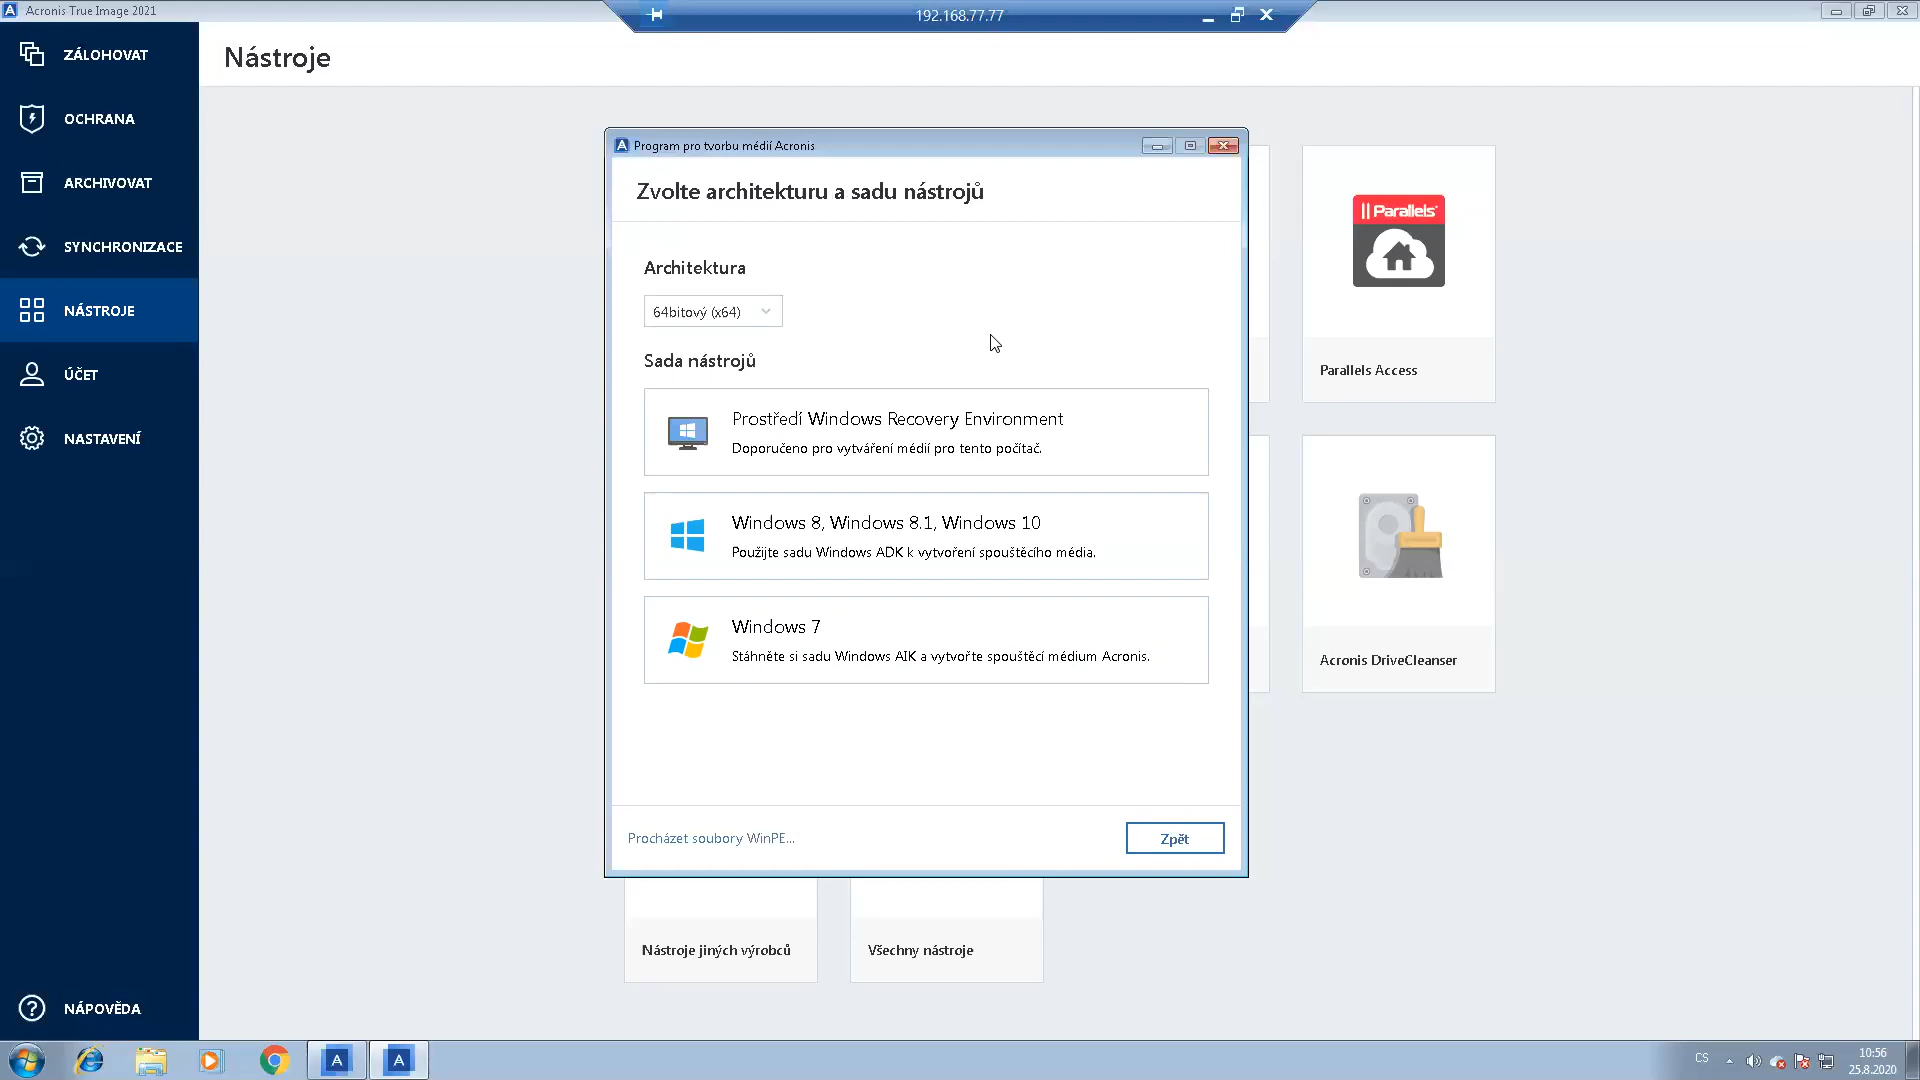 Acronis True Image 2021
192.168.77.77
ZÁLOHOVAT
OCHRANA
ARCHIVOVAT
SYNCHRONIZACE
NÁSTROJE
ÚČET
NASTAVENÍ
NÁPOVĚDA
Nástroje
Program pro tvorbu médií Acronis
Zvolte architekturu a sadu nástrojů
Architektura
64bitový (x64)
Sada nástrojů
Prostředí Windows Recovery Environment
Doporučeno pro vytváření médií pro tento počítač.
Windows 8, Windows 8.1, Windows 10
Použijte sadu Windows ADK k vytvoření spouštěcího média.
Windows 7
Stáhněte si sadu Windows AIK a vytvořte spouštěcí médium Acronis.
Procházet soubory WinPE...
Zpět
Parallels
Parallels Access
Acronis DriveCleanser
Nástroje jiných výrobců
Všechny nástroje
CS
10:56
25.8.2020